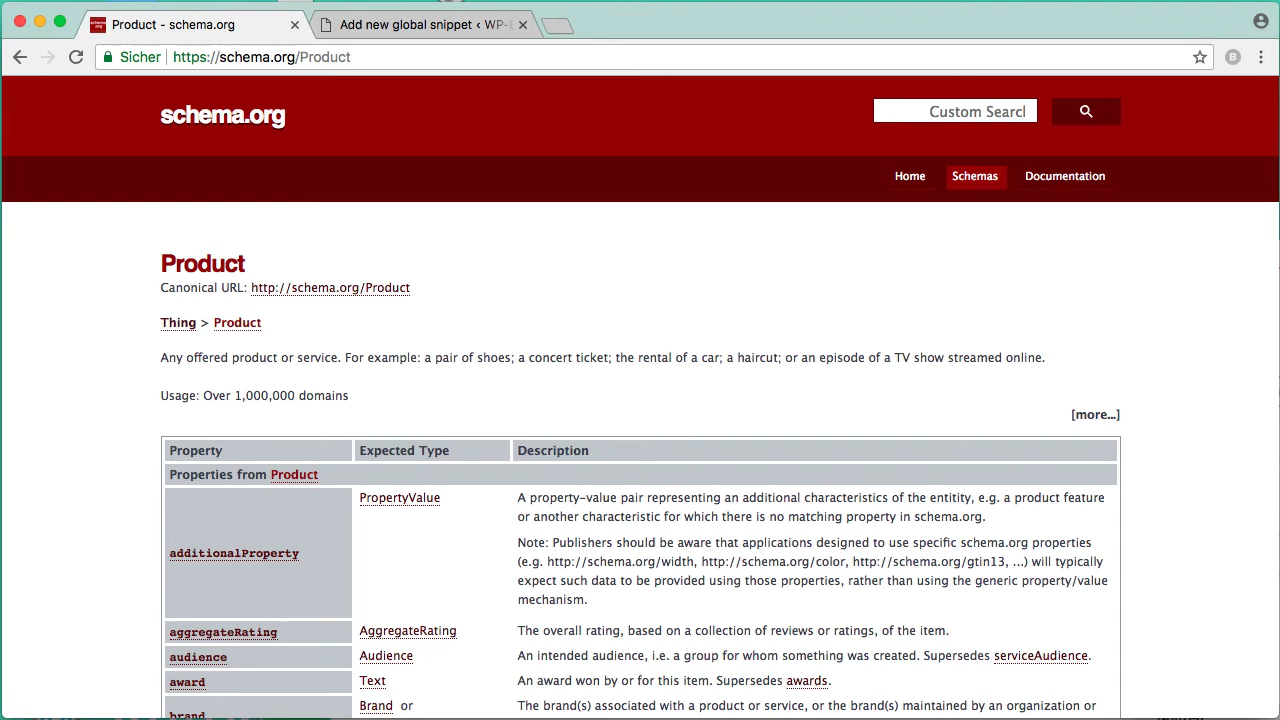 Product - schema.org
Add new global snippet ‹ WP-E
Sicher
https://schema.org/Product
B
schema.org
Custom Search
Home
Schemas
Documentation
Product
Canonical URL: http://schema.org/Product
Thing > Product
Any offered product or service. For example: a pair of shoes; a concert ticket; the rental of a car; a haircut; or an episode of a TV show streamed online.
Usage: Over 1,000,000 domains
[more...]
Property Expected Type Description
Properties from Product
additionalProperty
PropertyValue
A property-value pair representing an additional characteristics of the entity, e.g. a product feature
or another characteristic for which there is no matching property in schema.org.
Note: Publishers should be aware that applications designed to use specific schema.org properties
(e.g. http://schema.org/width, http://schema.org/color, http://schema.org/gtin13, ...) will typically
expect such data to be provided using those properties, rather than using the generic property/value
mechanism.
aggregateRating AggregateRating The overall rating, based on a collection of reviews or ratings, of the item.
audience Audience An intended audience, i.e. a group for whom something was created. Supersedes serviceAudience.
award Text An award won by or for this item. Supersedes awards.
brand Brand or The brand(s) associated with a product or service, or the brand(s) maintained by an organization or